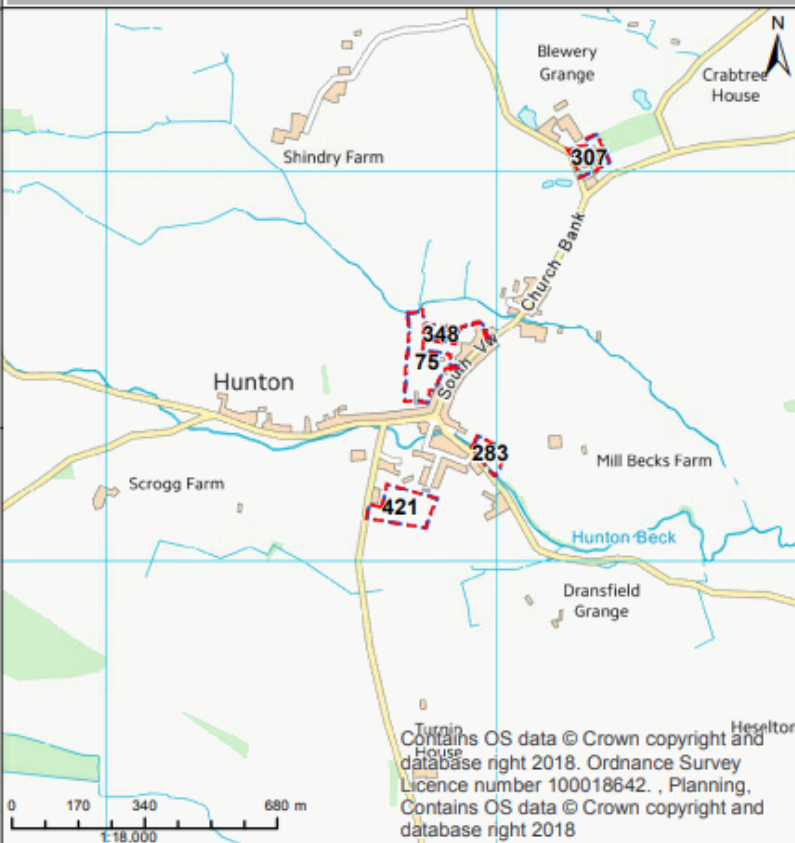 N
Blewery
Grange
Crabtree
House
Shindry Farm
307
Church Bank
348
75
South Vw
Hunton
283
Mill Becks Farm
Scrogg Farm
421
Hunton Beck
Dransfield
Grange
Turnin
House
Heselton
Contains OS data © Crown copyright and
database right 2018. Ordnance Survey
Licence number 100018642. , Planning,
Contains OS data © Crown copyright and
database right 2018
0 170 340 680 m
1:18,000